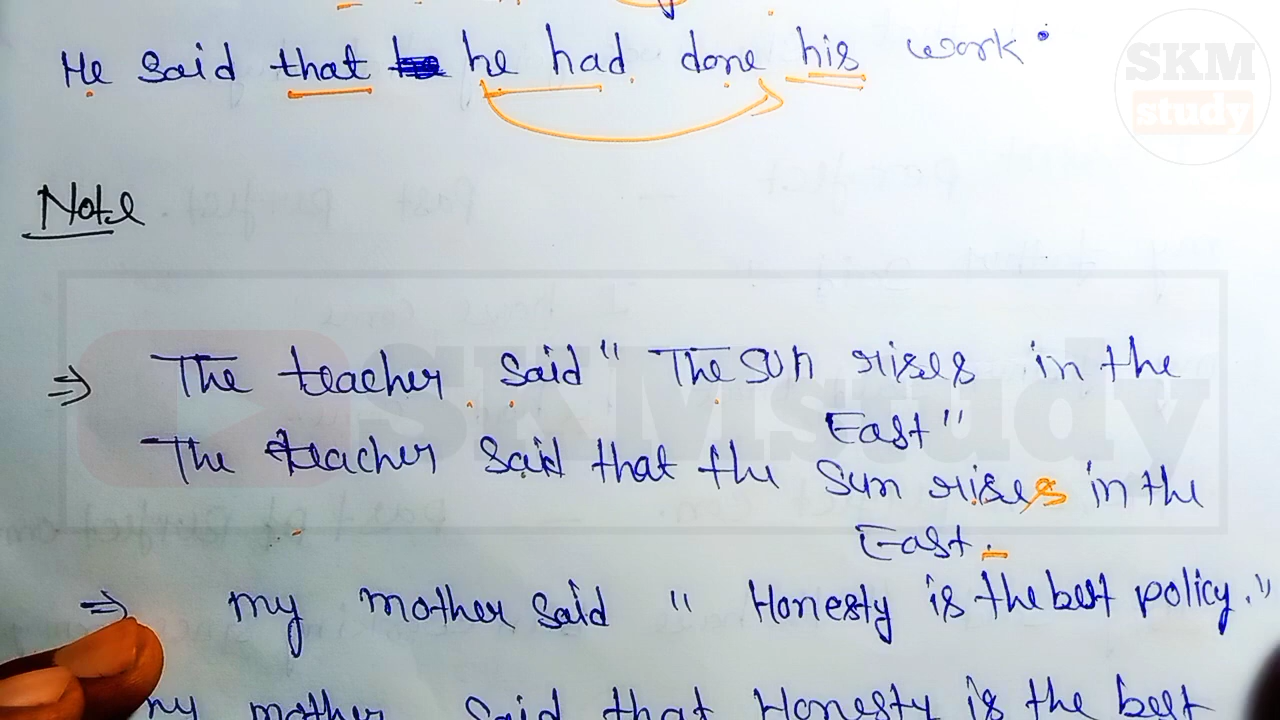 He said that he had done his work.
SKM
study
Note
⇒ The teacher said " The sun rises in the
East"
The teacher said that the Sun rises in the
East.
⇒ my mother said " Honesty is the best policy."
my mother said that Honesty is the best
SKMstudy